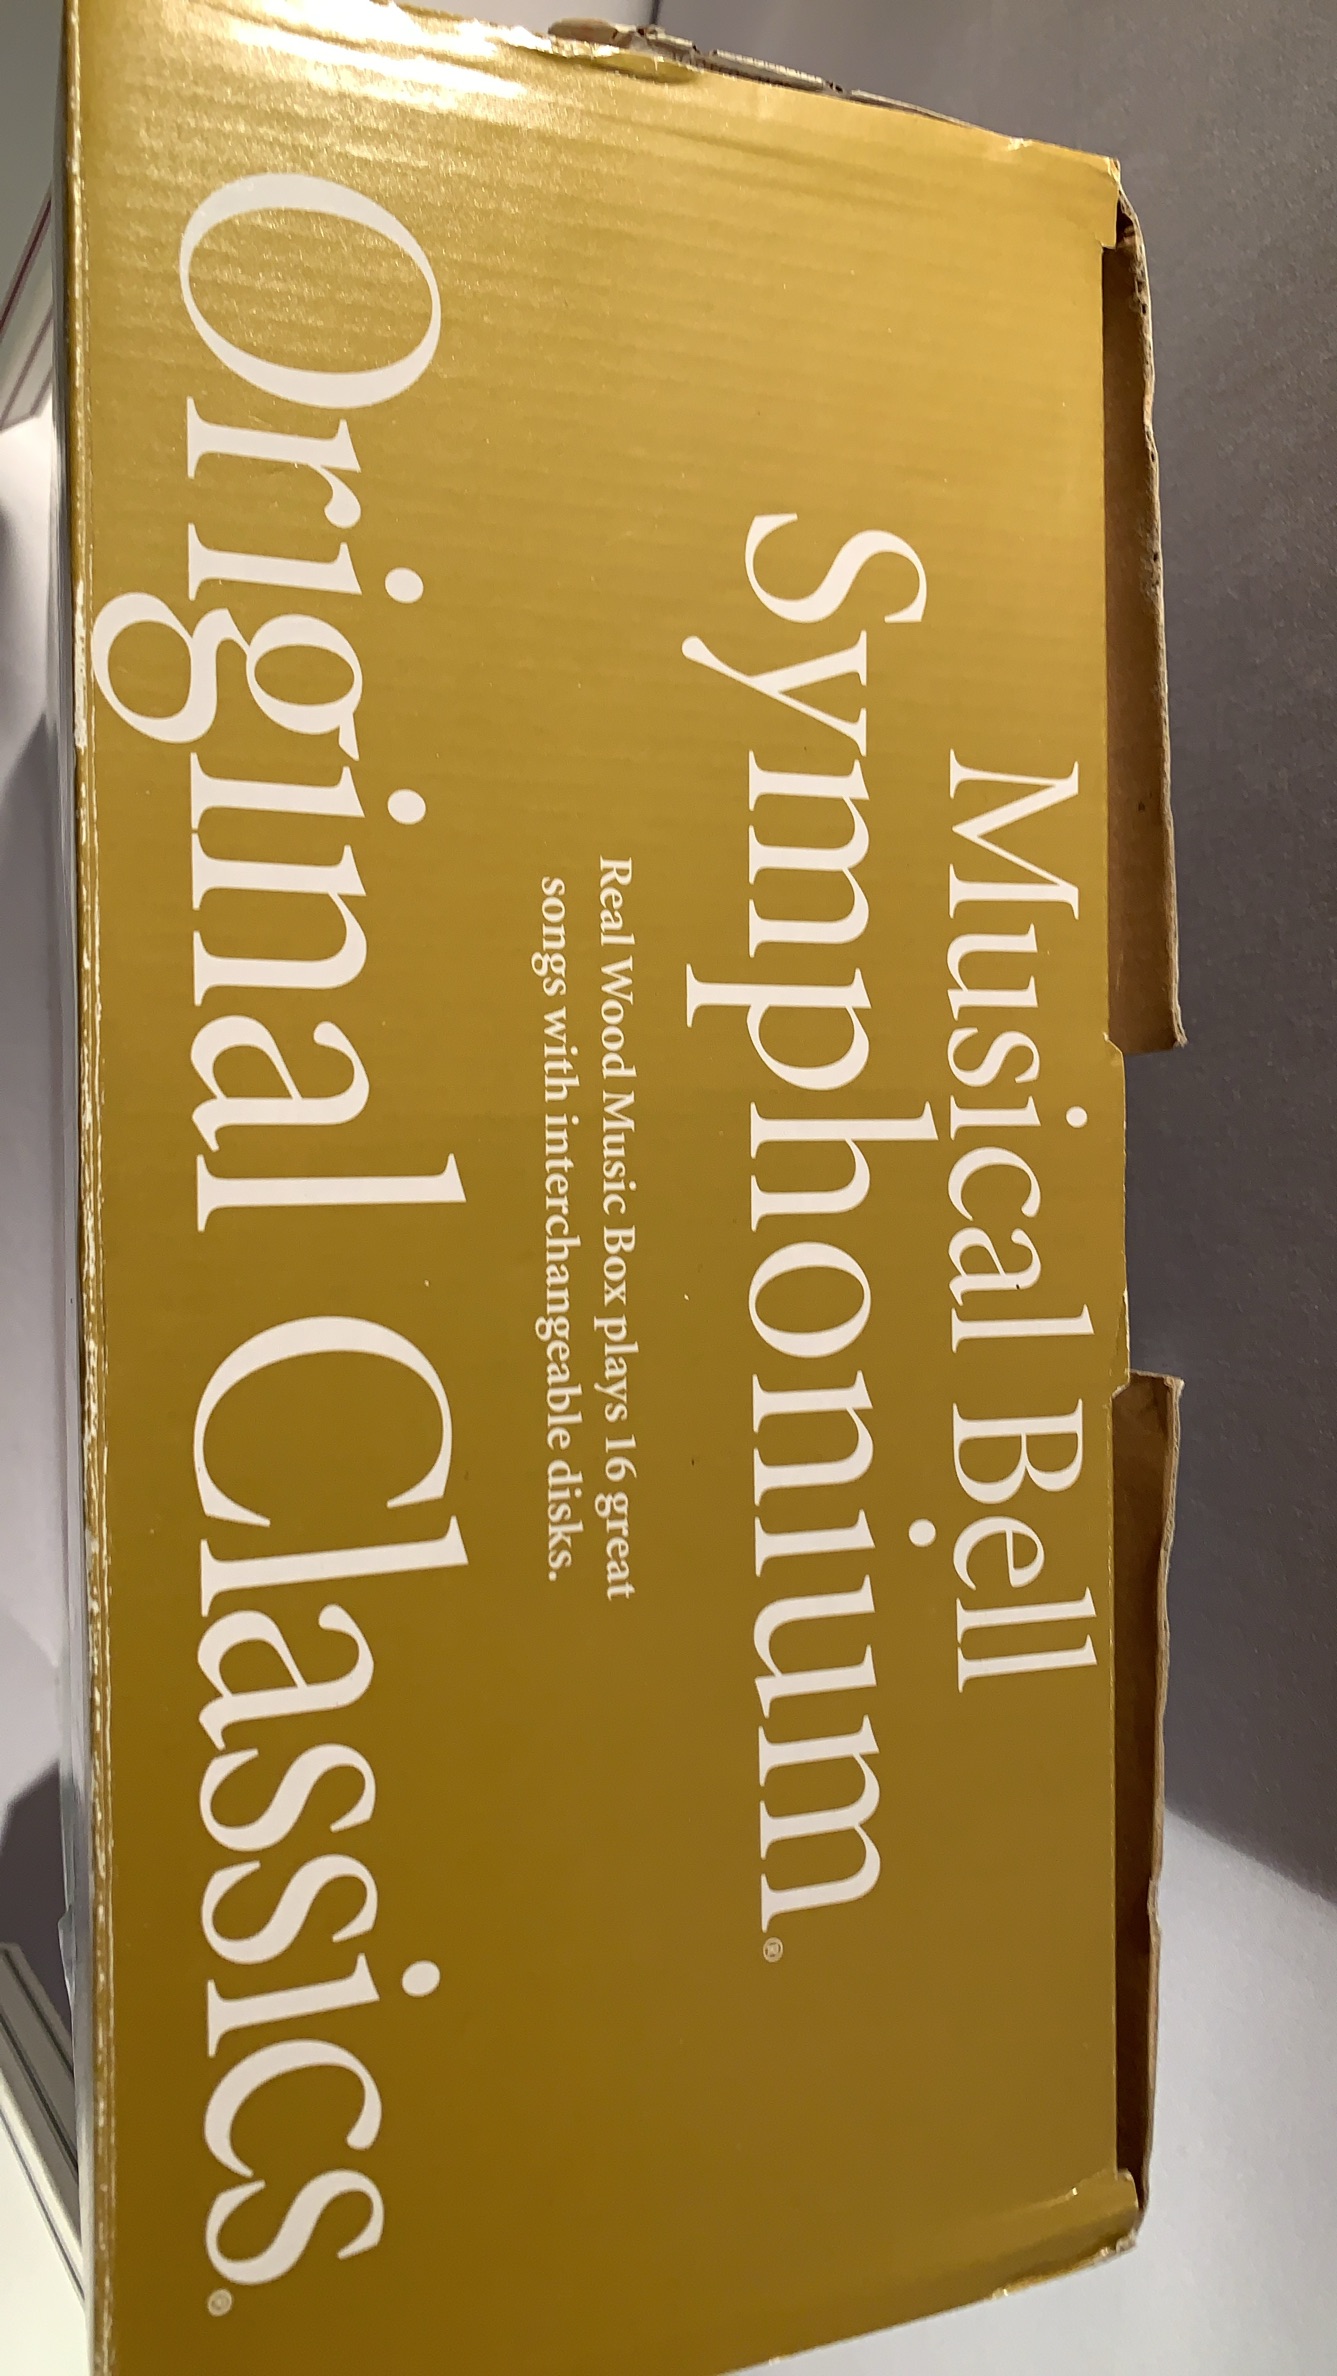 Musical Bell
Symphonium®
Real Wood Music Box plays 16 great
songs with interchangeable disks.
Original Classics®